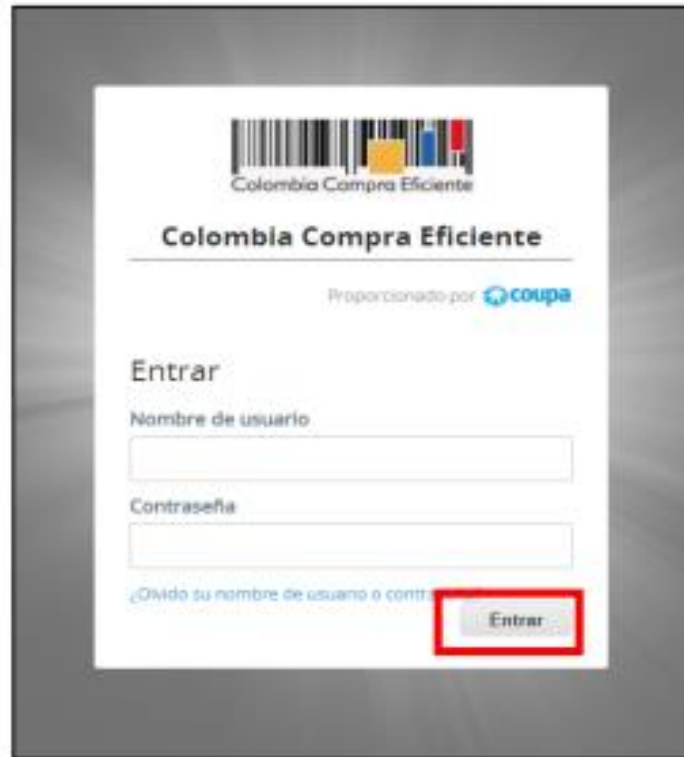 Colombia Compra Eficiente
Colombia Compra Eficiente
Proporcionado por coupa
Entrar
Nombre de usuario
Contraseña
¿Olvido su nombre de usuario o
Entrar